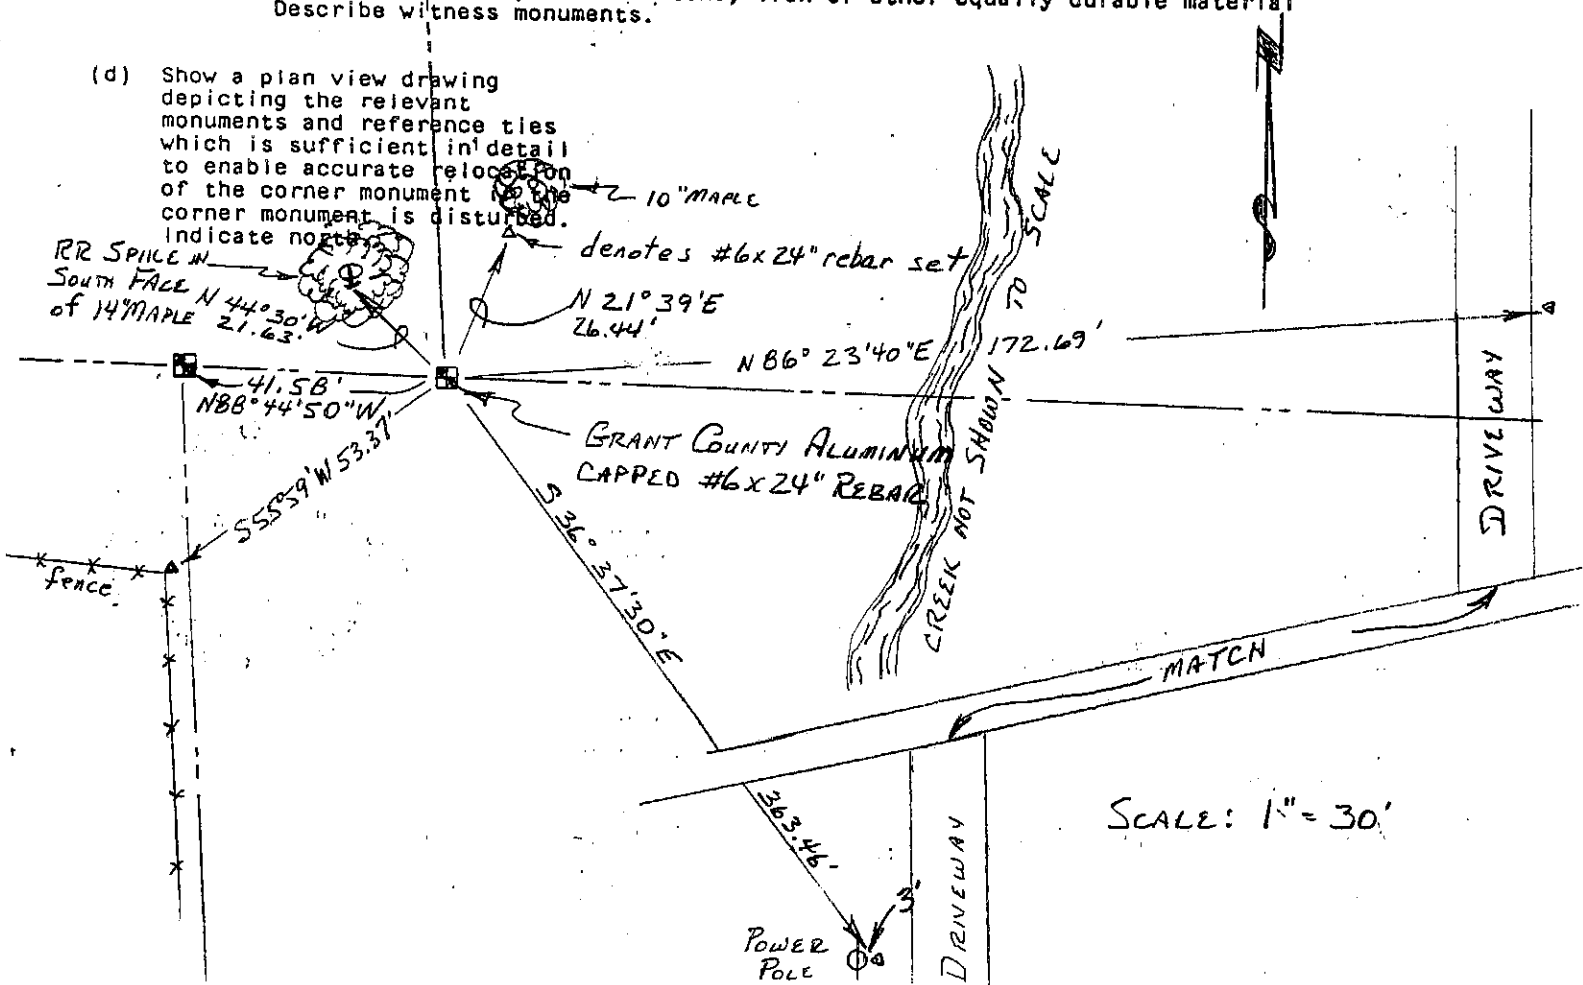 Describe witness monuments.
(d) Show a plan view drawing
depicting the relevant
monuments and reference ties
which is sufficient in detail
to enable accurate relocation
of the corner monument the
corner monument is disturbed.
Indicate north.
10" MAPLE
denotes #6x24" rebar set
RR SPIKE IN
SOUTH FACE
of 14" MAPLE
N 44°30'W
21.63'
N 21°39'E
26.44'
N 86° 23'40"E 172.69'
41.58'
N88°44'50"W
GRANT COUNTY ALUMINUM
CAPPED #6x24" REBAR
S55°59'W 53.37'
S 36° 37'30' E
fence.
CREEK NOT SHOWN TO SCALE
DRIVEWAY
MATCH
363.46'
3'
POWER
POLE
DRIVEWAY
SCALE: 1" = 30'